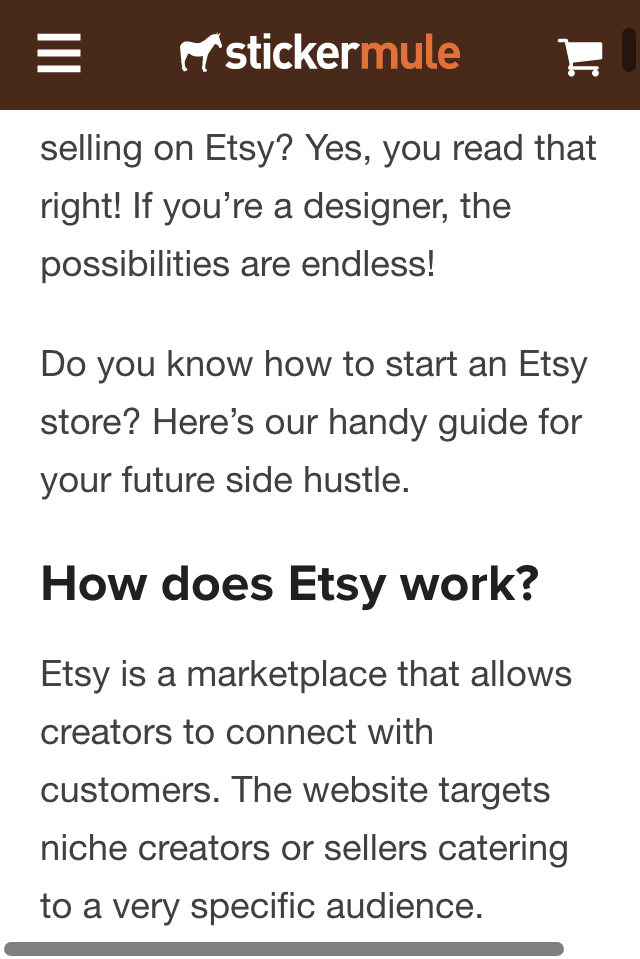 stickermule
selling on Etsy? Yes, you read that
right! If you’re a designer, the
possibilities are endless!
Do you know how to start an Etsy
store? Here’s our handy guide for
your future side hustle.
How does Etsy work?
Etsy is a marketplace that allows
creators to connect with
customers. The website targets
niche creators or sellers catering
to a very specific audience.